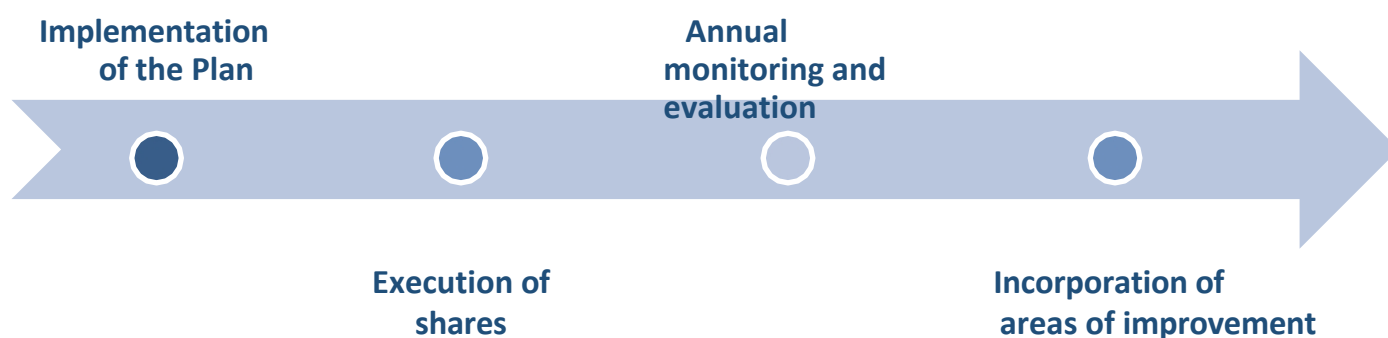 Implementation
of the Plan
Execution of
shares
Annual
monitoring and
evaluation
Incorporation of
areas of improvement